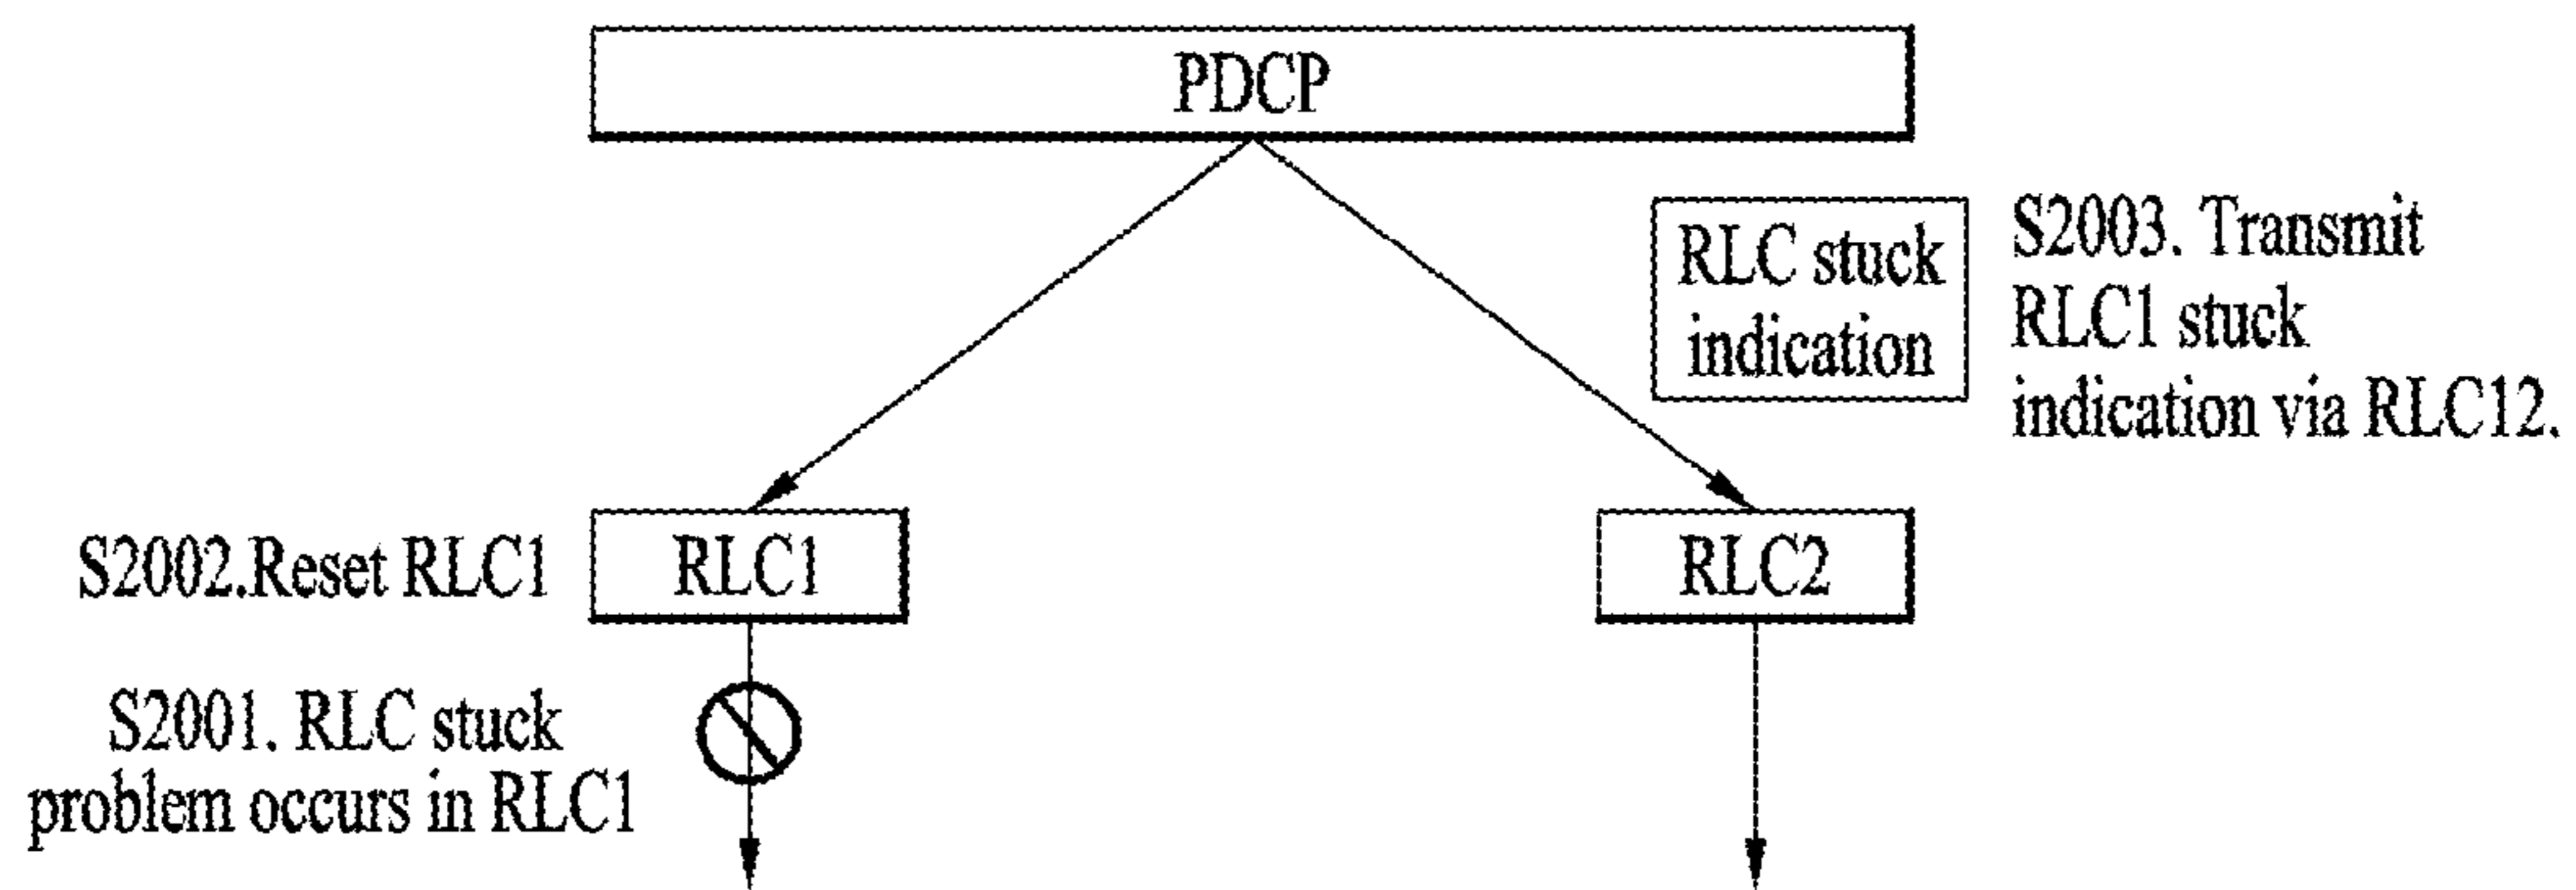 PDCP
RLC stuck
indication
S2003. Transmit
RLC1 stuck
indication via RLC12.
S2002.Reset RLC1
RLC1
RLC2
S2001. RLC stuck
problem occurs in RLC1